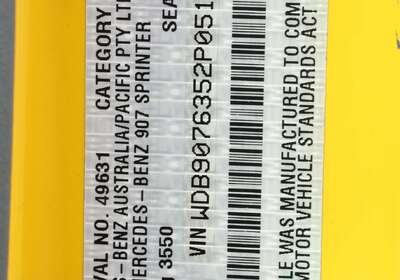 VAL NO. 49631 CATEGORY
- BENZ AUSTRALIA/PACIFIC PTY LT
ERCEDES-BENZ 907 SPRINTER
3550 SEA
VIN WDB9076352P051
E WAS MANUFACTURED TO COM
MOTOR VEHICLE STANDARDS ACT